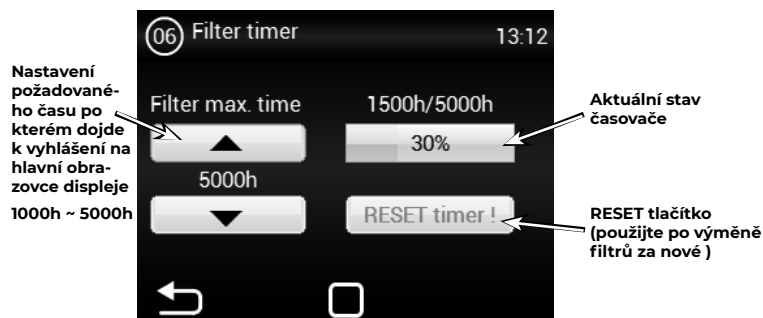 06 Filter timer
13:12
Nastavení
požadované-
ho času po
kterém dojde
k vyhlášení na
hlavní obra-
zovce displeje
1000h ~ 5000h
Filter max. time
5000h
1500h/5000h
30%
RESET timer !
Aktuální stav
časovače
RESET tlačítko
(použijte po výměně
filtrů za nové )